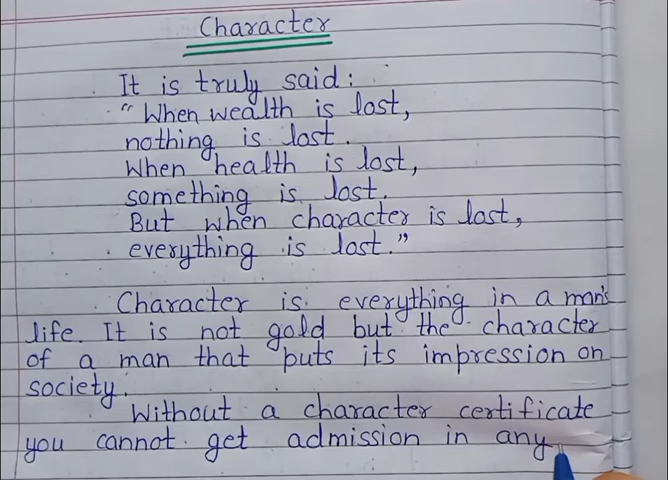 Character
It is truly said:
"When wealth is lost,
nothing is lost.
When health is lost,
something is lost.
But when character is lost,
everything is lost."
Character is everything in a man's
life. It is not gold but the character
of a man that puts its impression on
society.
Without a character certificate
you cannot get admission in any